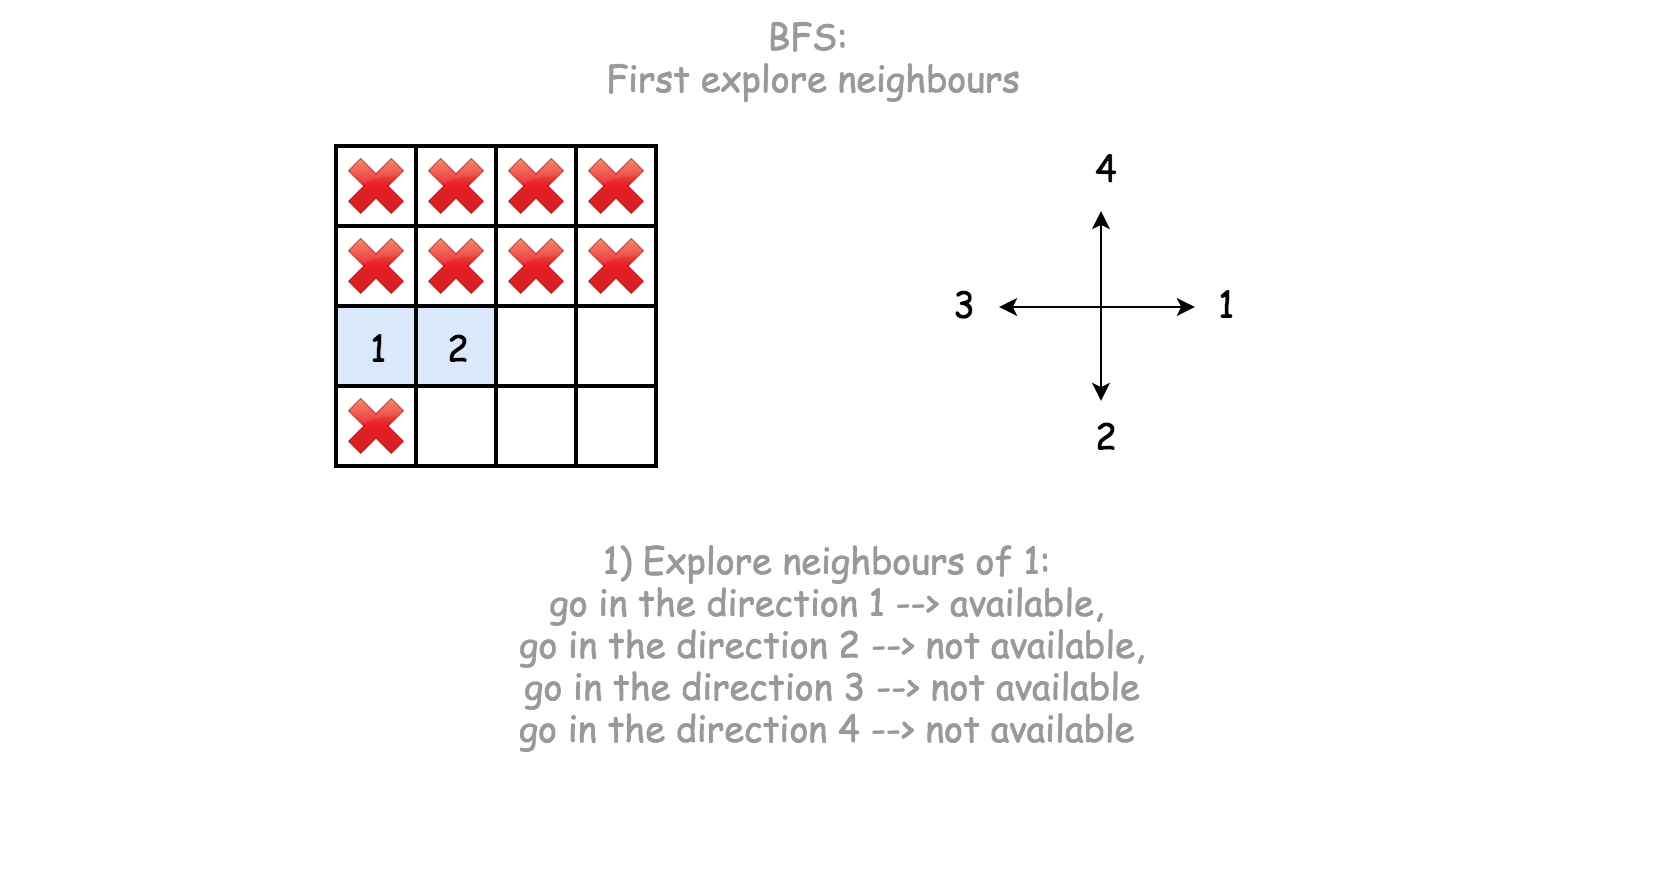 BFS:
First explore neighbours
4
1 2
3 1
2
1) Explore neighbours of 1:
go in the direction 1 --> available,
go in the direction 2 --> not available,
go in the direction 3 --> not available
go in the direction 4 --> not available